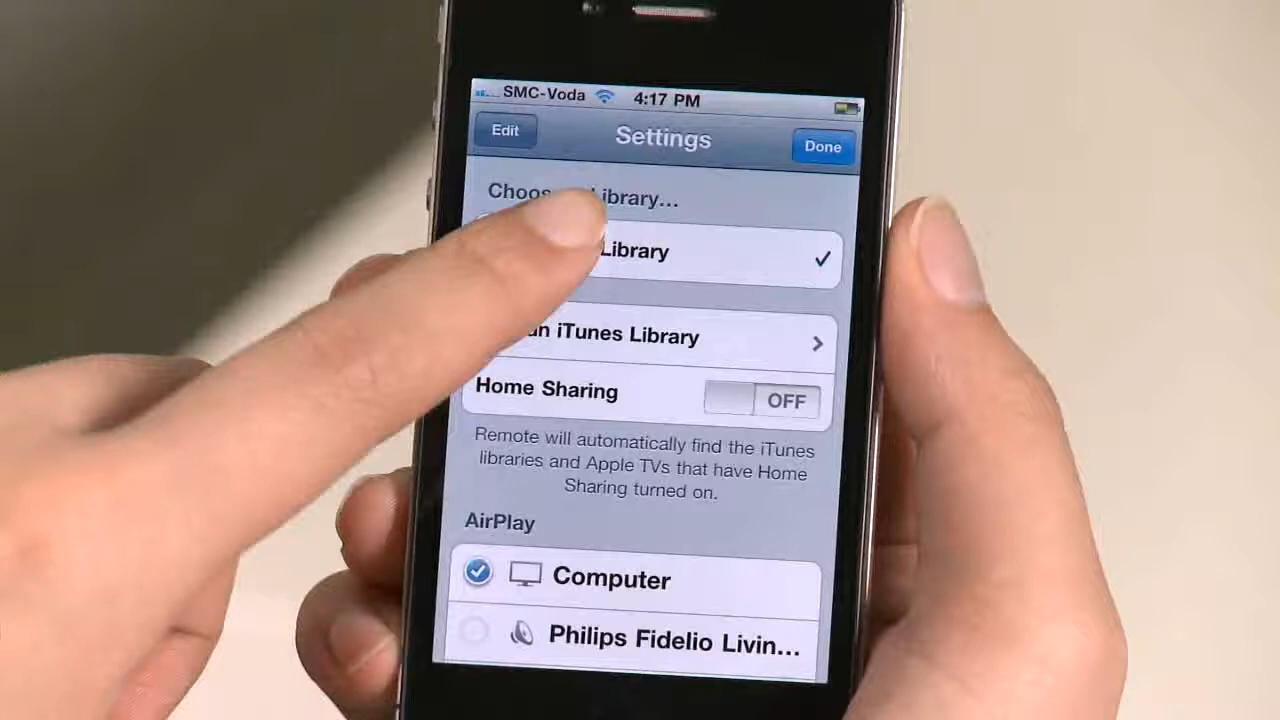 SMC-Voda 4:17 PM
Edit Settings Done
Library...
Library
iTunes Library
Home Sharing OFF
Remote will automatically find the iTunes
libraries and Apple TVs that have Home
Sharing turned on.
AirPlay
Computer
Philips Fidelio Livin...